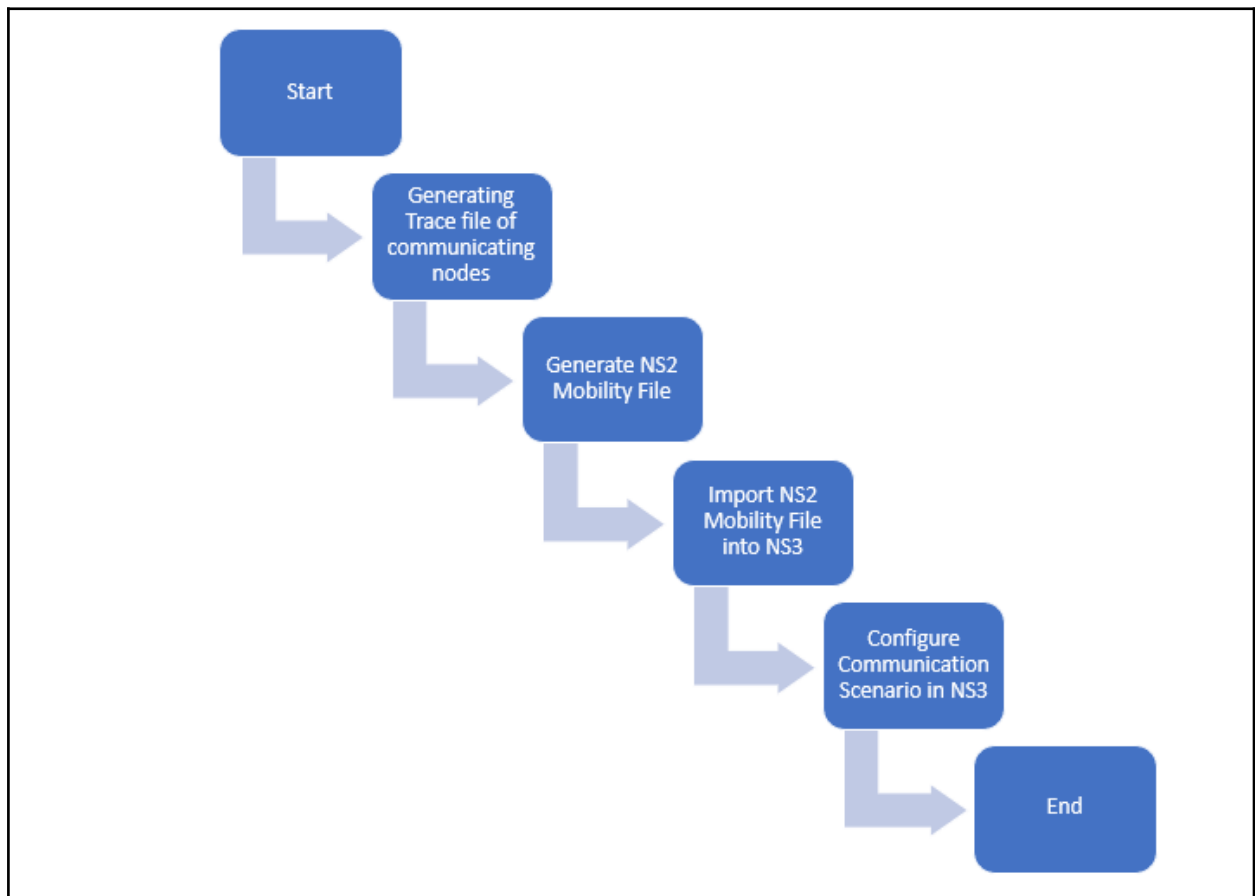 Start
Generating
Trace file of
communicating
nodes
Generate NS2
Mobility File
Import NS2
Mobility File
into NS3
Configure
Communication
Scenario in NS3
End